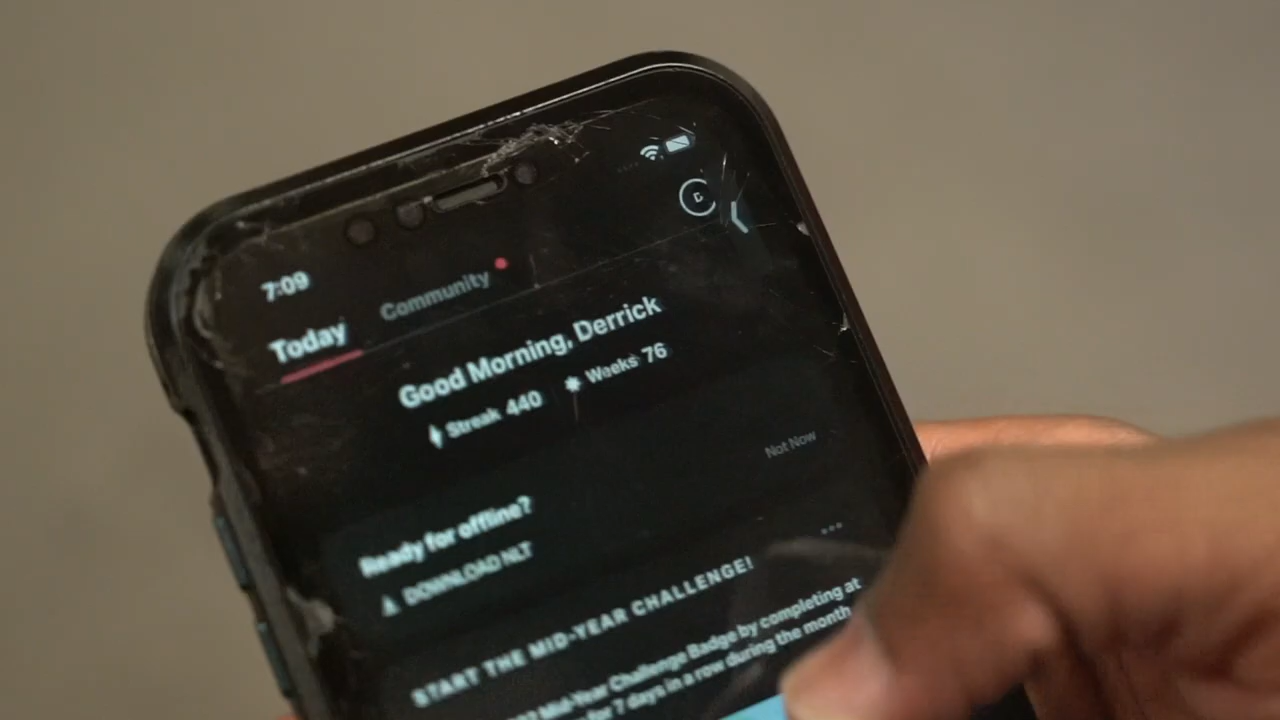 7:09
Today
Community
Good Morning, Derrick
Streak 440
Weeks 76
Not Now
Ready for offline?
DOWNLOAD NLT
START THE MID-YEAR CHALLENGE!
Mid-Year Challenge Badge by completing at
for 7 days in a row during the month